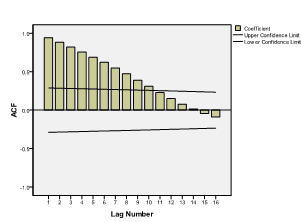 Coefficient
Upper Confidence Limit
Lower Confidence Limit
1.0
0.5
0.0
-0.5
-1.0
ACF
1 2 3 4 5 6 7 8 9 10 11 12 13 14 15 16
Lag Number